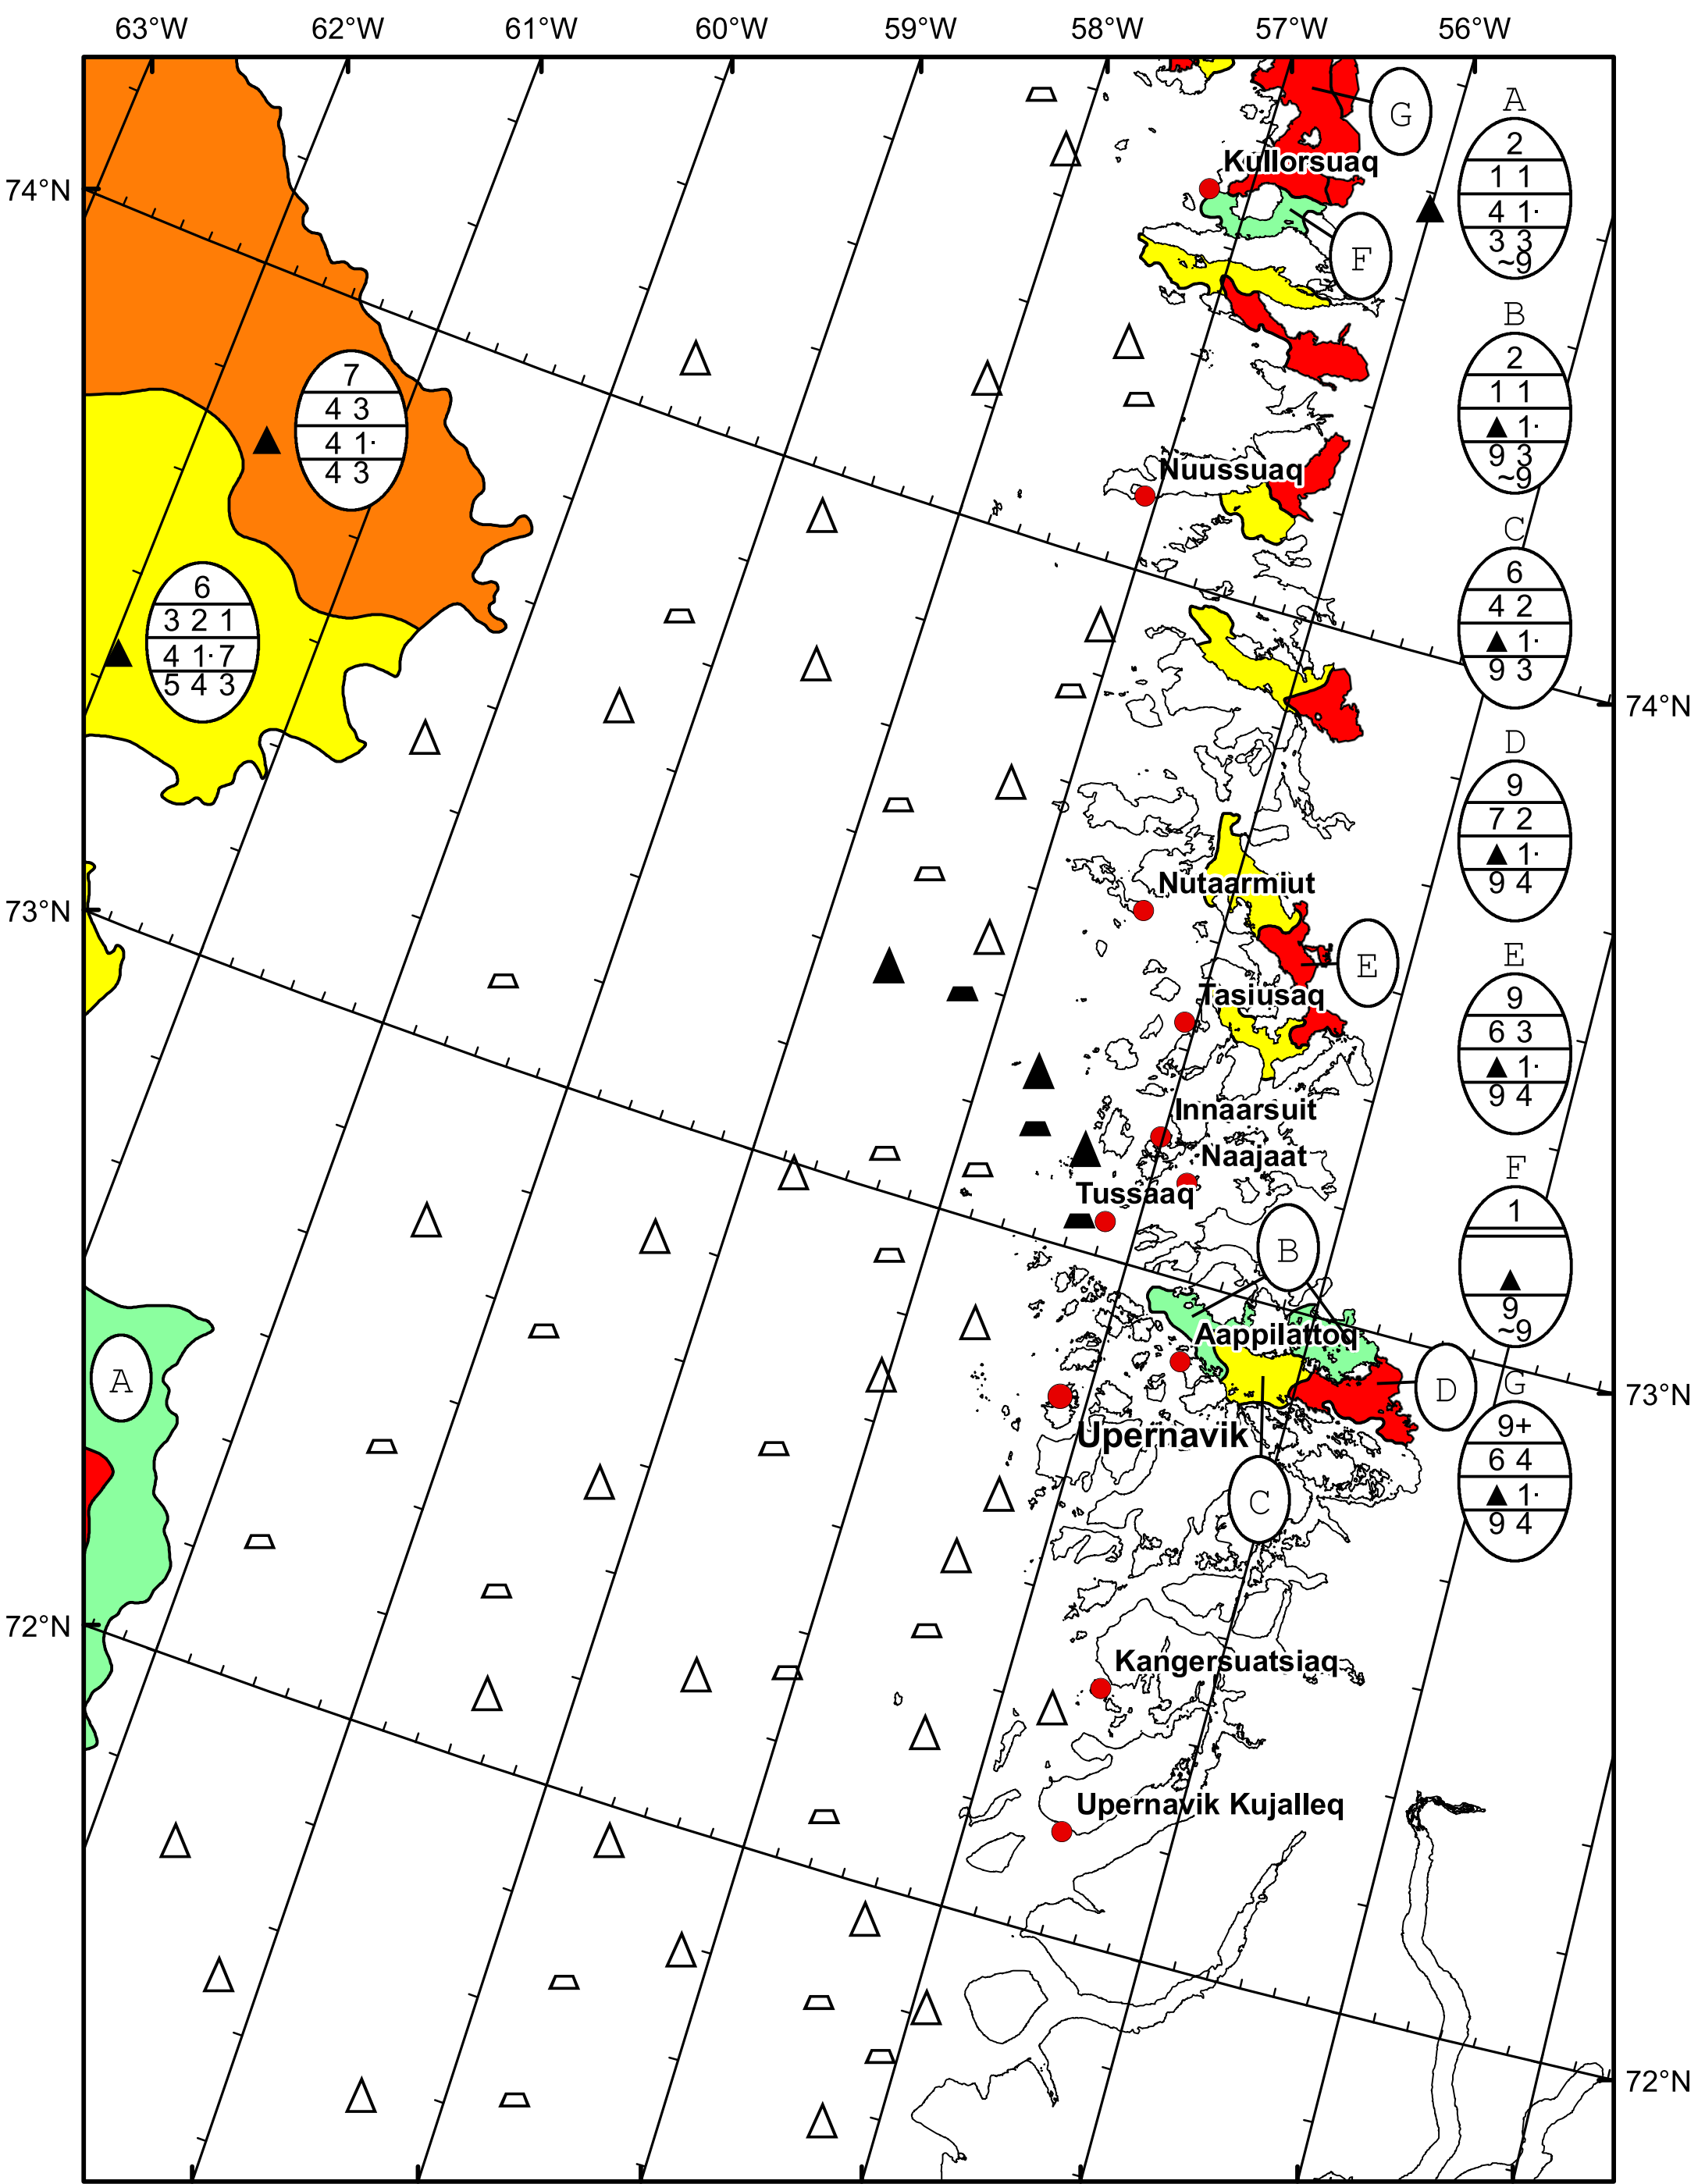 63°W 62°W 61°W 60°W 59°W 58°W 57°W 56°W
G
A
2
1 1
4 1·
3 3
~9
Kullorsuaq
74°N
F
B
2
1 1
▲ 1·
9 3
~9
7
4 3
4 1·
4 3
Nuussuaq
C
6
4 2
▲ 1·
9 3
6
3 2 1
4 1·7
5 4 3
74°N
D
9
7 2
▲ 1·
9 4
Nutaarmiut
73°N
E
E
9
6 3
▲ 1·
9 4
Tasiusaq
Innaarsuit
Naajaat
Tussaaq
F
1
▲
9
~9
B
Aappilattoq
A
D
G
73°N
9+
6 4
▲ 1·
9 4
Upernavik
C
72°N
Kangersuatsiaq
Upernavik Kujalleq
72°N